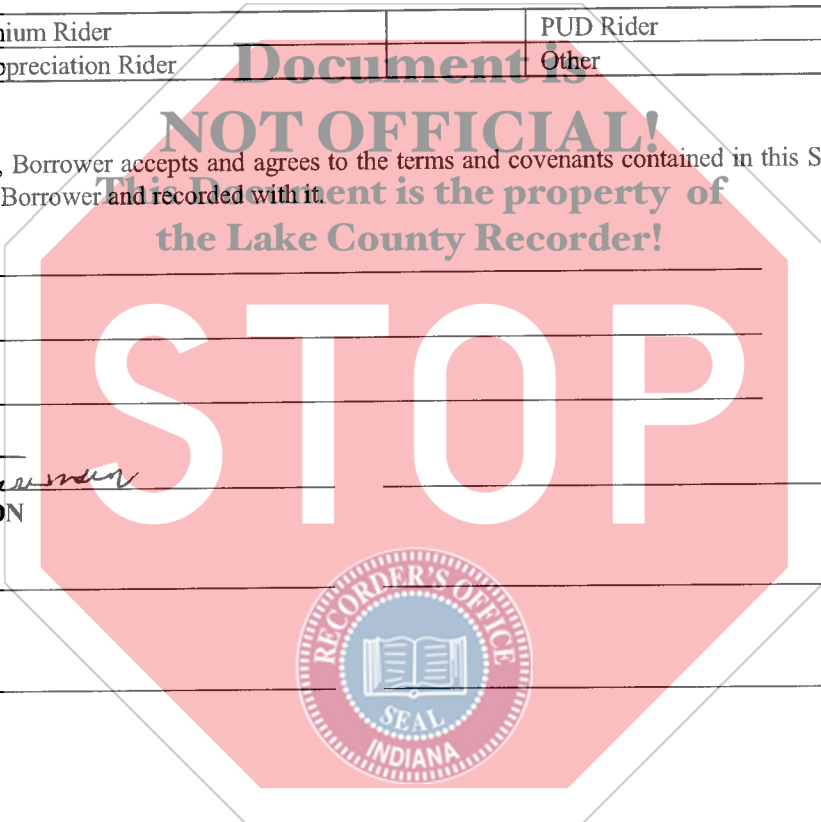 nium Rider PUD Rider
ppreciation Rider Other
Document is
NOT OFFICIAL!
, Borrower accepts and agrees to the terms and covenants contained in this S
This Document is the property of
Borrower and recorded with it.
the Lake County Recorder!
STOP
ON
RECORDER'S OFFICE
SEAL
INDIANA